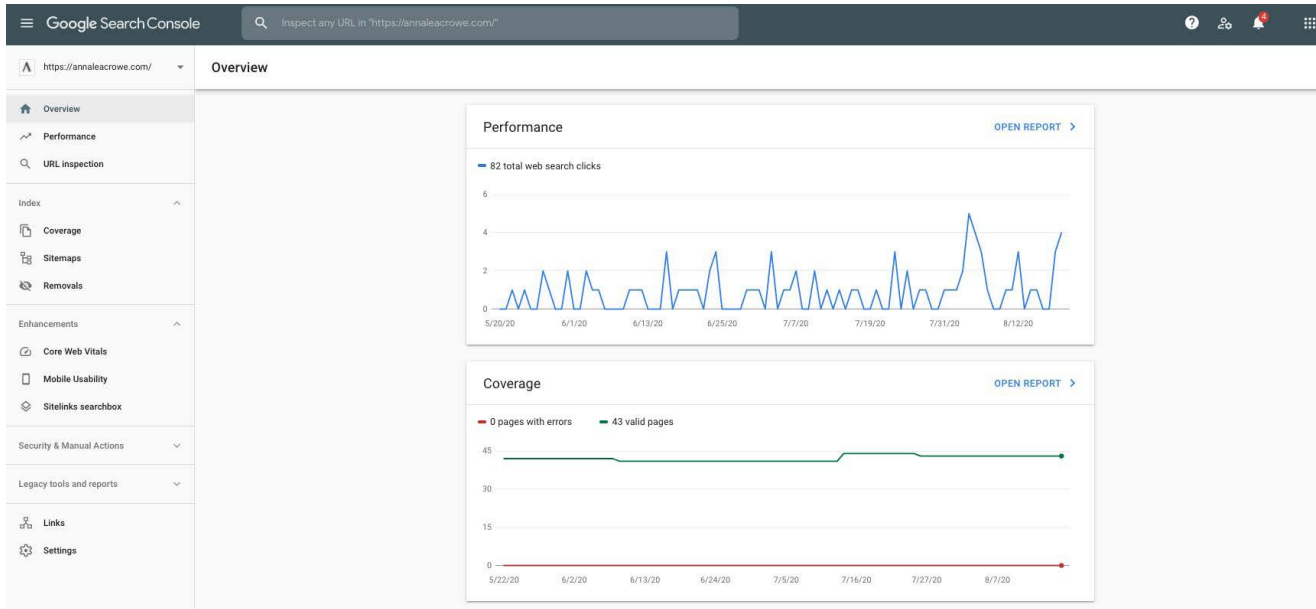 Google Search Console
Inspect any URL in "https://annaleacrowe.com/"
4
https://annaleacrowe.com/
Overview
Overview
Performance
URL inspection
Index
Coverage
Sitemaps
Removals
Enhancements
Core Web Vitals
Mobile Usability
Sitelinks searchbox
Security & Manual Actions
Legacy tools and reports
Links
Settings
Performance
OPEN REPORT
82 total web search clicks
6
4
2
0
5/20/20 6/1/20 6/13/20 6/25/20 7/7/20 7/19/20 7/31/20 8/12/20
Coverage
OPEN REPORT
0 pages with errors 43 valid pages
45
30
15
0
5/22/20 6/2/20 6/13/20 6/24/20 7/5/20 7/16/20 7/27/20 8/7/20